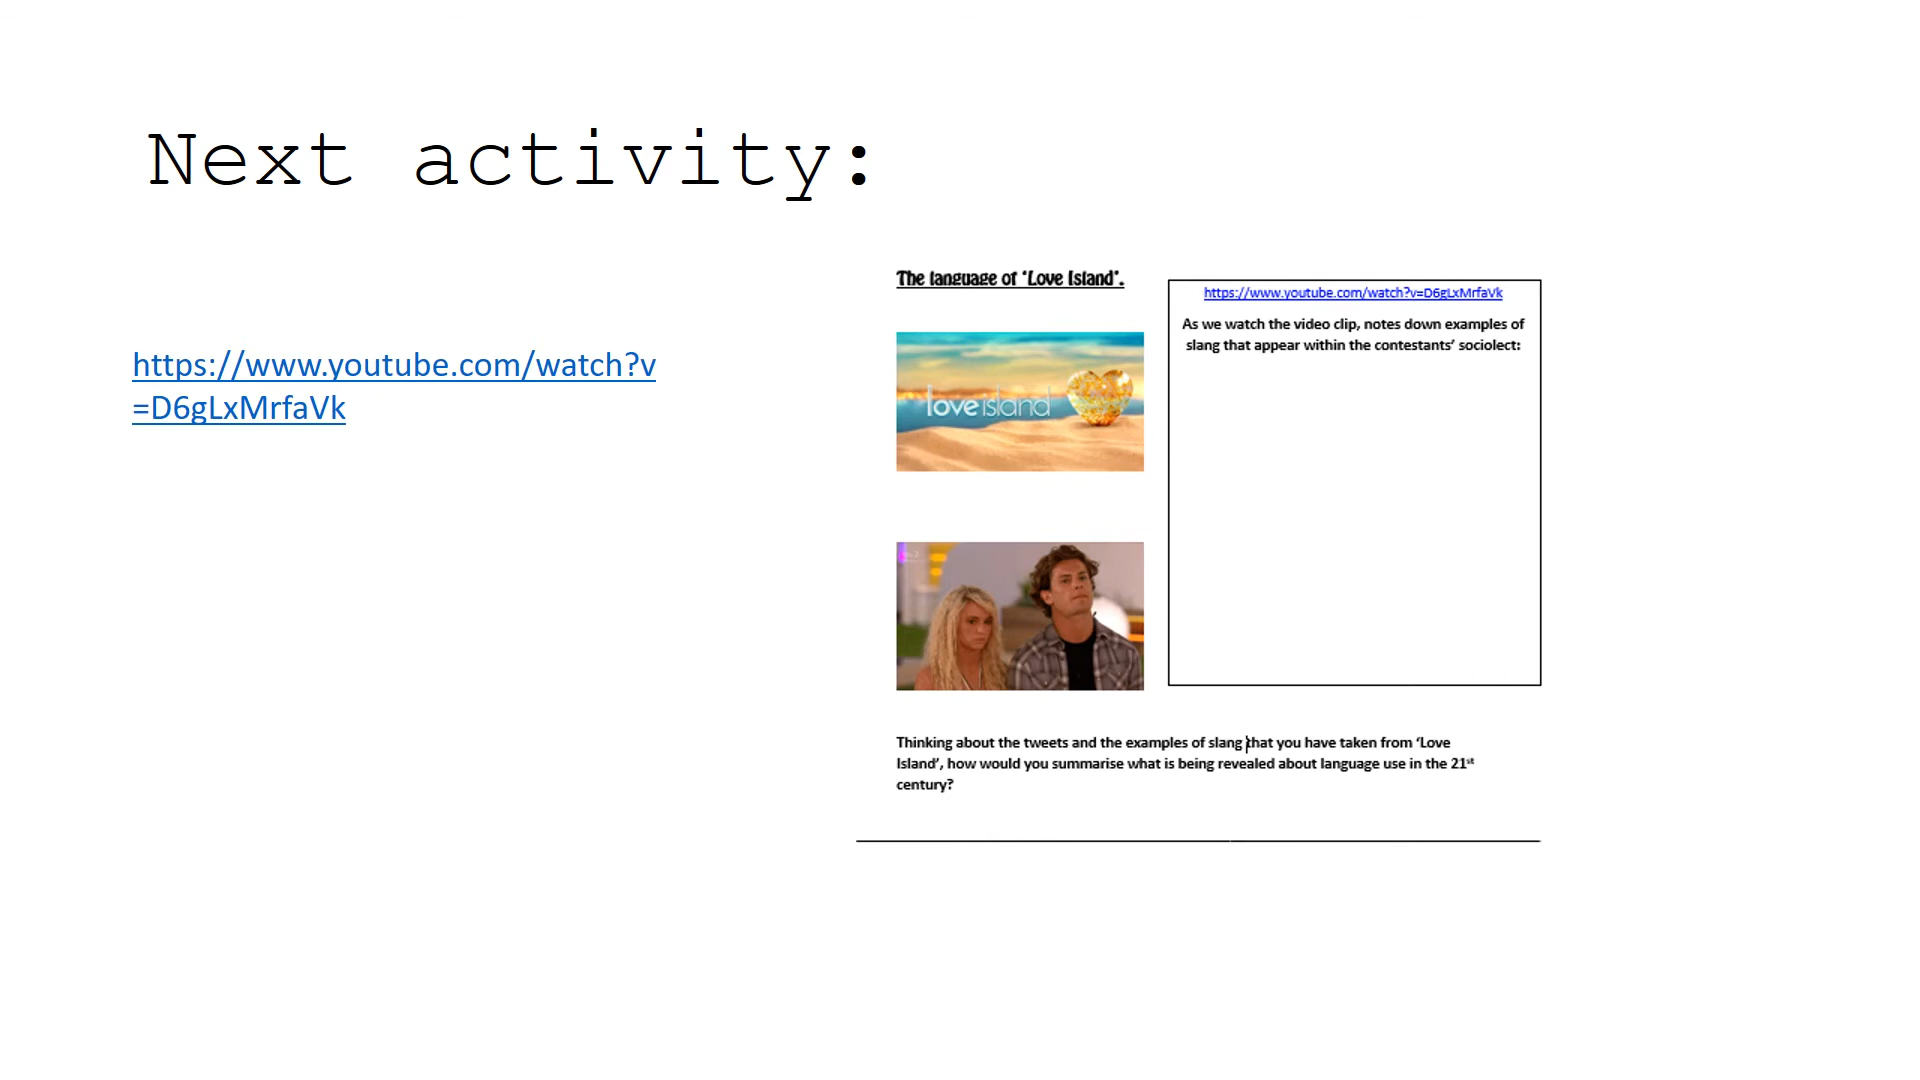 Next activity:
https://www.youtube.com/watch?v
=D6gLxMrfaVk
The language of ‘Love Island’.
love island
https://www.youtube.com/watch?v=D6gLxMrfaVk
As we watch the video clip, notes down examples of
slang that appear within the contestants’ sociolect:
Thinking about the tweets and the examples of slang that you have taken from ‘Love
Island’, how would you summarise what is being revealed about language use in the 21st
century?